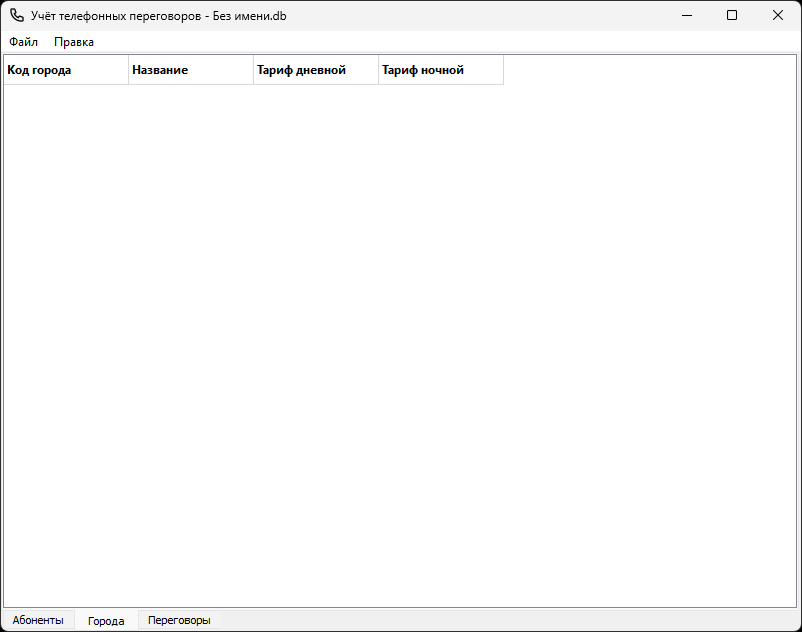 Учёт телефонных переговоров - Без имени.db
Файл Правка
Код города Название Тариф дневной Тариф ночной
Абоненты Города Переговоры